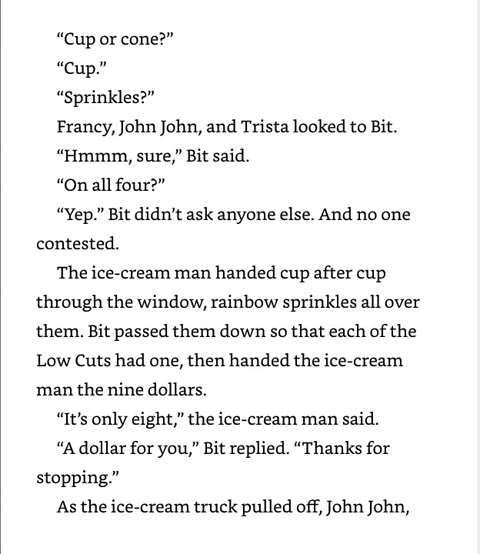 “Cup or cone?”
“Cup.”
“Sprinkles?”
Francy, John John, and Trista looked to Bit.
“Hmmm, sure,” Bit said.
“On all four?”
“Yep.” Bit didn’t ask anyone else. And no one
contested.
The ice-cream man handed cup after cup
through the window, rainbow sprinkles all over
them. Bit passed them down so that each of the
Low Cuts had one, then handed the ice-cream
man the nine dollars.
“It’s only eight,” the ice-cream man said.
“A dollar for you,” Bit replied. “Thanks for
stopping.”
As the ice-cream truck pulled off, John John,